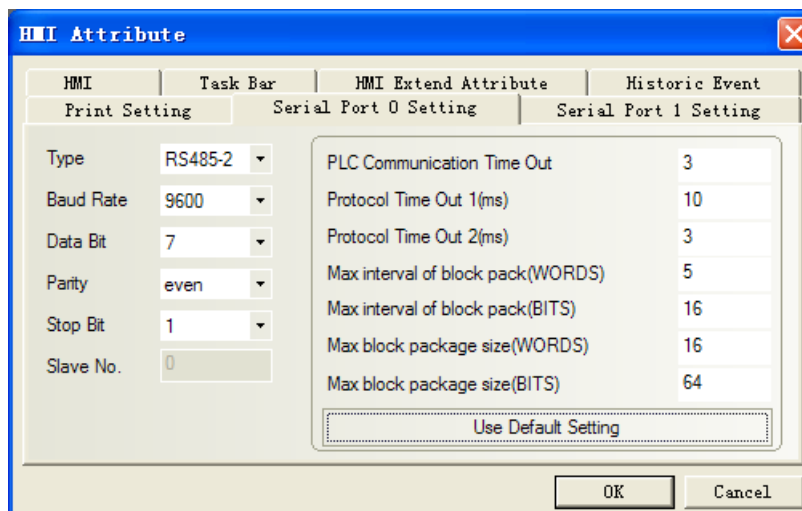 HMI Attribute
HMI
Task Bar
HMI Extend Attribute
Historic Event
Print Setting
Serial Port 0 Setting
Serial Port 1 Setting
Type RS485-2
Baud Rate 9600
Data Bit 7
Parity even
Stop Bit 1
Slave No. 0
PLC Communication Time Out 3
Protocol Time Out 1(ms) 10
Protocol Time Out 2(ms) 3
Max interval of block pack(WORDS) 5
Max interval of block pack(BITS) 16
Max block package size(WORDS) 16
Max block package size(BITS) 64
Use Default Setting
OK
Cancel